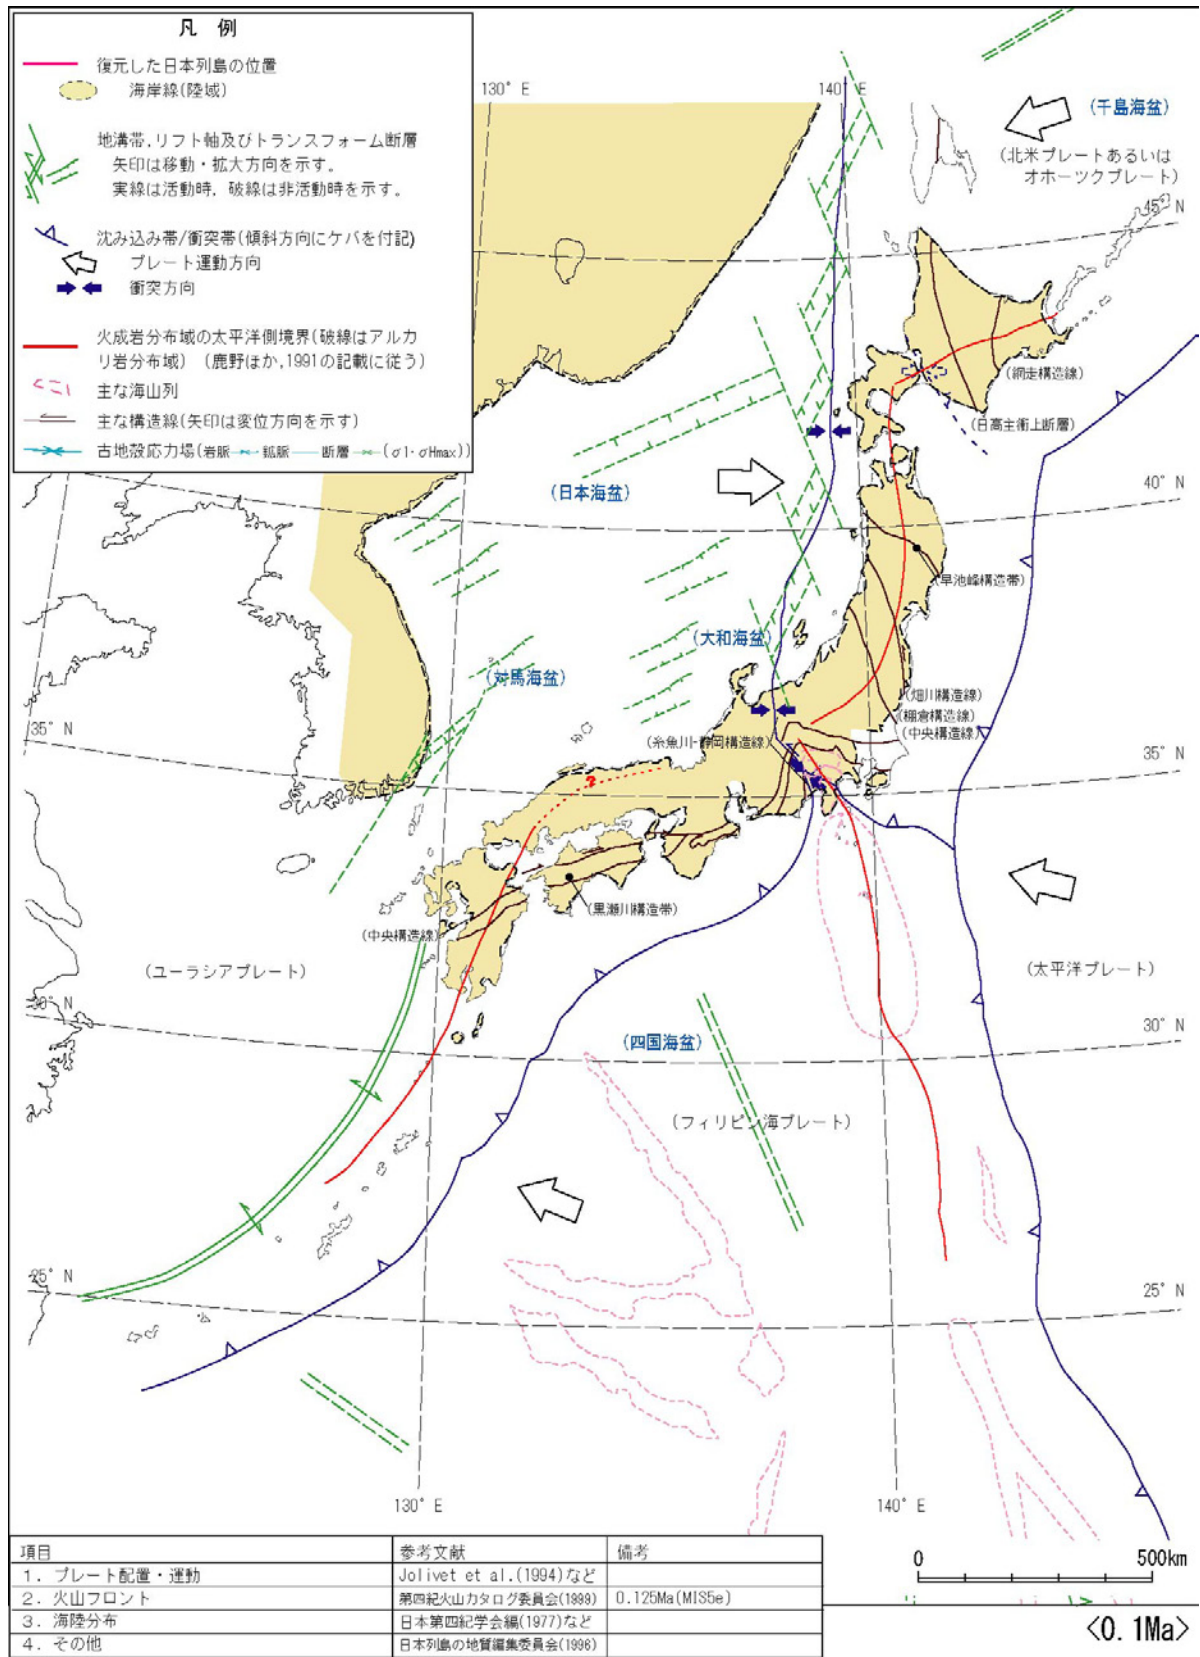 凡 例
復元した日本列島の位置
海岸線(陸域)
地溝帯,リフト軸及びトランスフォーム断層
矢印は移動・拡大方向を示す。
実線は活動時, 破線は非活動時を示す。
沈み込み帯/衝突帯(傾斜方向にケバを付記)
プレート運動方向
衝突方向
火成岩分布域の太平洋側境界(破線はアルカ
リ岩分布域) (鹿野ほか,1991の記載に従う)
主な海山列
主な構造線(矢印は変位方向を示す)
古地殻応力場(岩脈 鉱脈 断層 (σ1・σHmax))
130° E
140° E
(千島海盆)
(北米プレートあるいは
オホーツクプレート)
45° N
(網走構造線)
(日高主衝上断層)
40° N
(日本海盆)
(早池峰構造帯)
(大和海盆)
(対馬海盆)
(畑川構造線)
(棚倉構造線)
(中央構造線)
(糸魚川-静岡構造線)
35° N
35° N
(黒瀬川構造帯)
(中央構造線)
(ユーラシアプレート)
(太平洋プレート)
30° N
30° N
(四国海盆)
(フィリピン海プレート)
25° N
25° N
130° E
140° E
?
項目 参考文献 備考
1. プレート配置・運動 Jolivet et al.(1994)など
2. 火山フロント 第四紀火山カタログ委員会(1999) 0.125Ma(MIS5e)
3. 海陸分布 日本第四紀学会編(1977)など
4. その他 日本列島の地質編集委員会(1996)
0 500km
<0.1Ma>